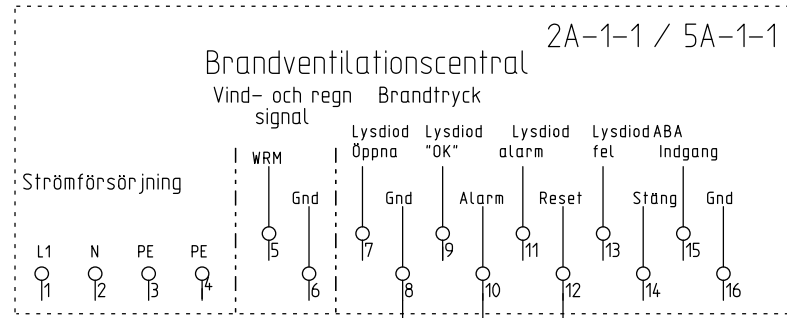 2A-1-1 / 5A-1-1
Brandventilationscentral
Vind- och regn signal
Brandtryck
Strömförsörjning
WRM
Gnd
Lysdiod Öppna
Gnd
Lysdiod "OK"
Alarm
Lysdiod alarm
Reset
Lysdiod fel
Stäng
ABA Indgang
Gnd
L1 N PE PE
1 2 3 4 5 6 7 8 9 10 11 12 13 14 15 16